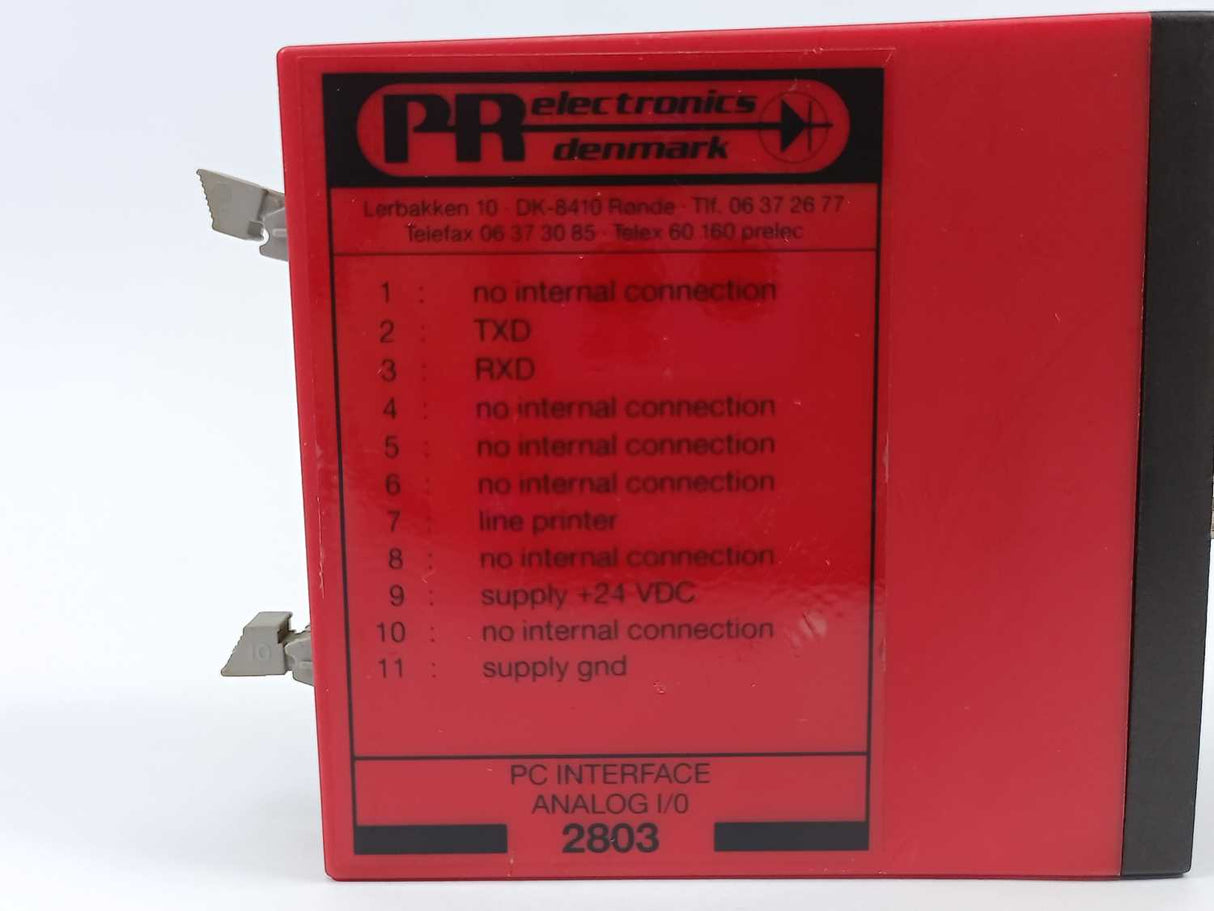 PR electronics
denmark
Lerbakken 10 · DK-8410 Rønde · Tlf. 06 37 26 77
Telefax 06 37 30 85 · Telex 60 160 prelec
1 : no internal connection
2 : TXD
3 : RXD
4 : no internal connection
5 : no internal connection
6 : no internal connection
7 : line printer
8 : no internal connection
9 : supply +24 VDC
10 : no internal connection
11 : supply gnd
PC INTERFACE
ANALOG I/0
2803